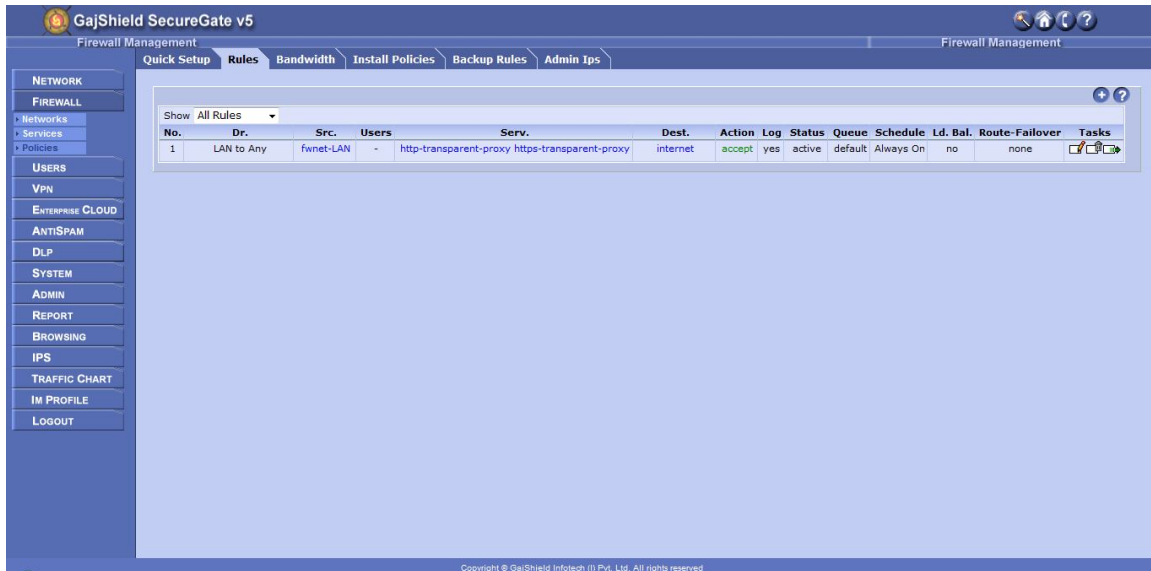 GajShield SecureGate v5
Firewall Management
Firewall Management
Quick Setup Rules Bandwidth Install Policies Backup Rules Admin Ips
NETWORK
FIREWALL
Networks
Services
Policies
USERS
VPN
ENTERPRISE CLOUD
ANTISPAM
DLP
SYSTEM
ADMIN
REPORT
BROWSING
IPS
TRAFFIC CHART
IM PROFILE
LOGOUT
Show All Rules
No. Dr. Src. Users Serv. Dest. Action Log Status Queue Schedule Ld. Bal. Route-Failover Tasks
1 LAN to Any fwnet-LAN - http-transparent-proxy https-transparent-proxy internet accept yes active default Always On no none
Copyright © GajShield Infotech (I) Pvt. Ltd. All rights reserved